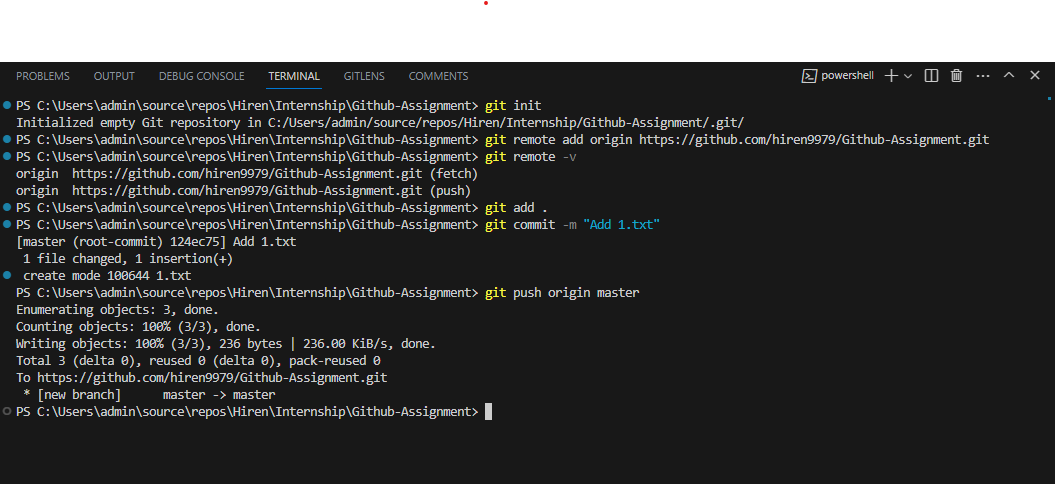 PROBLEMS OUTPUT DEBUG CONSOLE TERMINAL GITLENS COMMENTS powershell
PS C:\Users\admin\source\repos\Hiren\Internship\Github-Assignment> git init
Initialized empty Git repository in C:/Users/admin/source/repos/Hiren/Internship/Github-Assignment/.git/
PS C:\Users\admin\source\repos\Hiren\Internship\Github-Assignment> git remote add origin https://github.com/hiren9979/Github-Assignment.git
PS C:\Users\admin\source\repos\Hiren\Internship\Github-Assignment> git remote -v
origin  https://github.com/hiren9979/Github-Assignment.git (fetch)
origin  https://github.com/hiren9979/Github-Assignment.git (push)
PS C:\Users\admin\source\repos\Hiren\Internship\Github-Assignment> git add .
PS C:\Users\admin\source\repos\Hiren\Internship\Github-Assignment> git commit -m "Add 1.txt"
[master (root-commit) 124ec75] Add 1.txt
 1 file changed, 1 insertion(+)
 create mode 100644 1.txt
PS C:\Users\admin\source\repos\Hiren\Internship\Github-Assignment> git push origin master
Enumerating objects: 3, done.
Counting objects: 100% (3/3), done.
Writing objects: 100% (3/3), 236 bytes | 236.00 KiB/s, done.
Total 3 (delta 0), reused 0 (delta 0), pack-reused 0
To https://github.com/hiren9979/Github-Assignment.git
 * [new branch]      master -> master
PS C:\Users\admin\source\repos\Hiren\Internship\Github-Assignment>